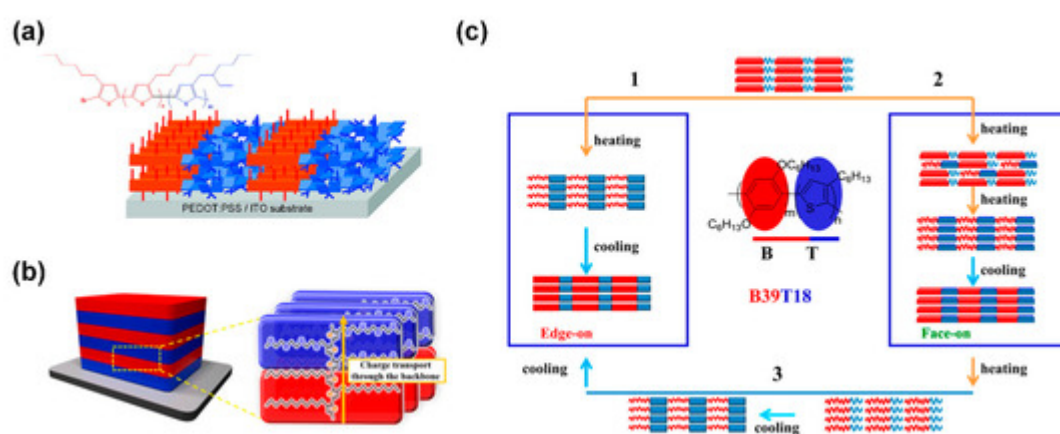 (a)
PEDOT:PSS / ITO substrate
(b)
Charge transport
through the backbone
(c)
1
2
heating
heating
heating
cooling
cooling
OC6H13
C6H13
S
m
n
C6H13O
B T
B39T18
Edge-on
Face-on
cooling
3
heating
cooling